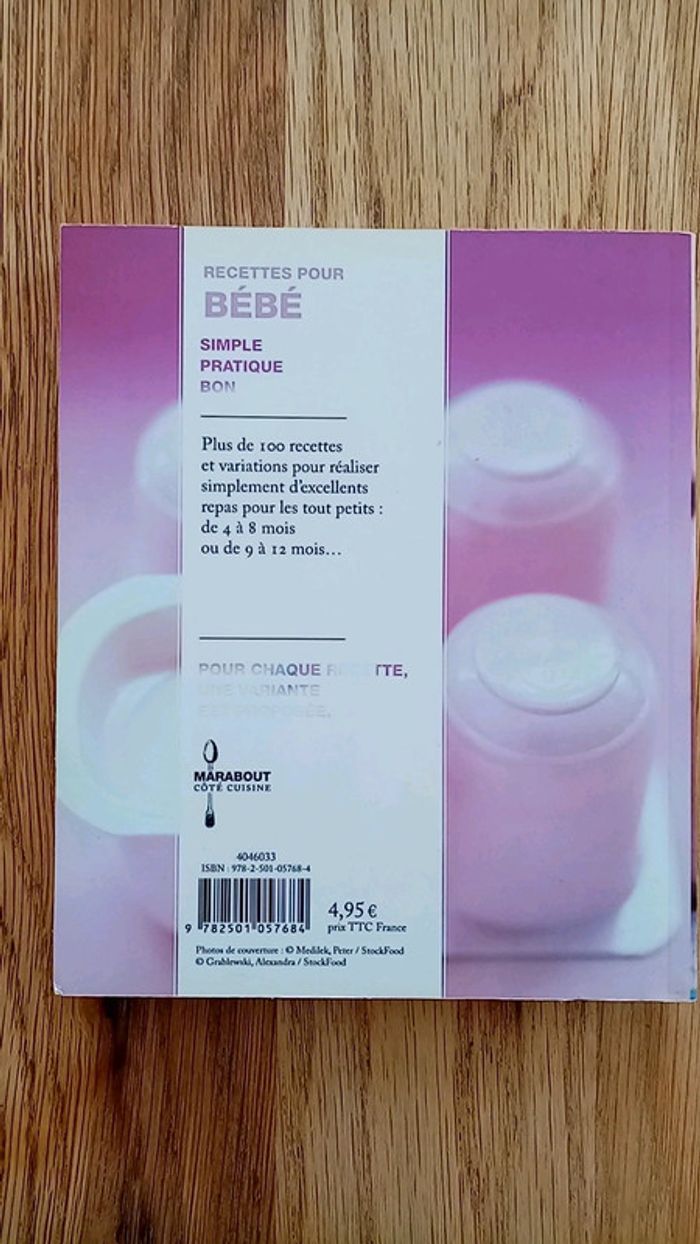 RECETTES POUR
BÉBÉ
SIMPLE
PRATIQUE
BON
Plus de 100 recettes
et variations pour réaliser
simplement d'excellents
repas pour les tout petits :
de 4 à 8 mois
ou de 9 à 12 mois...
POUR CHAQUE RECETTE,
UNE VARIANTE
EST PROPOSÉE.
MARABOUT
CÔTÉ CUISINE
4046033
ISBN : 978-2-501-05768-4
9 782501 057684
4,95 €
prix TTC France
Photos de couverture : © Medilek, Peter / StockFood
© Grablewski, Alexandra / StockFood